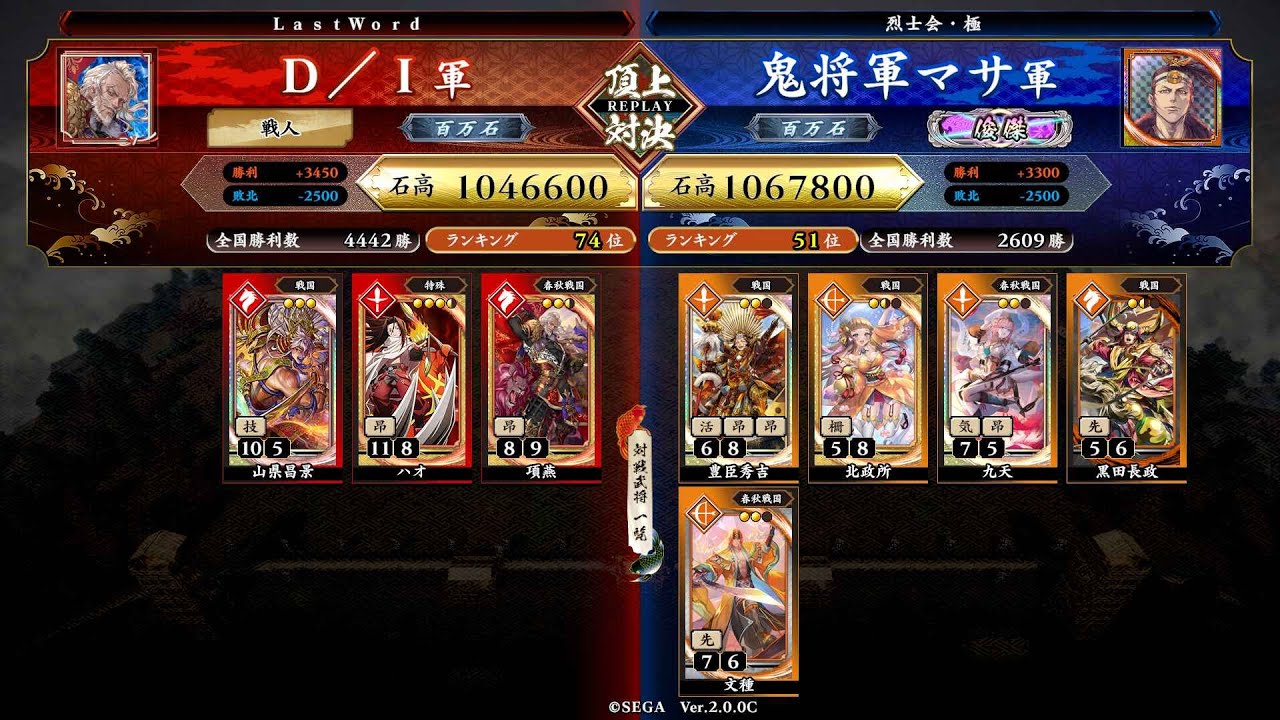 LastWord
烈士会・極
D／I 軍
頂上
REPLAY
対決
鬼将軍マサ軍
戦人
百万石
百万石
俊傑
勝利 +3450
敗北 -2500
石高 1046600
石高 1067800
勝利 +3300
敗北 -2500
全国勝利数 4442勝
ランキング 74位
ランキング 51位
全国勝利数 2609勝
戦国
技
10 5
山県昌景
特殊
昂
11 8
ハオ
春秋戦国
昂
8 9
項燕
対戦武将一覧
戦国
活 昂 昂
6 8
豊臣秀吉
戦国
柵
5 8
北政所
春秋戦国
気 昂
7 5
九天
戦国
先
5 6
黒田長政
春秋戦国
先
7 6
文種
©SEGA Ver.2.0.0C